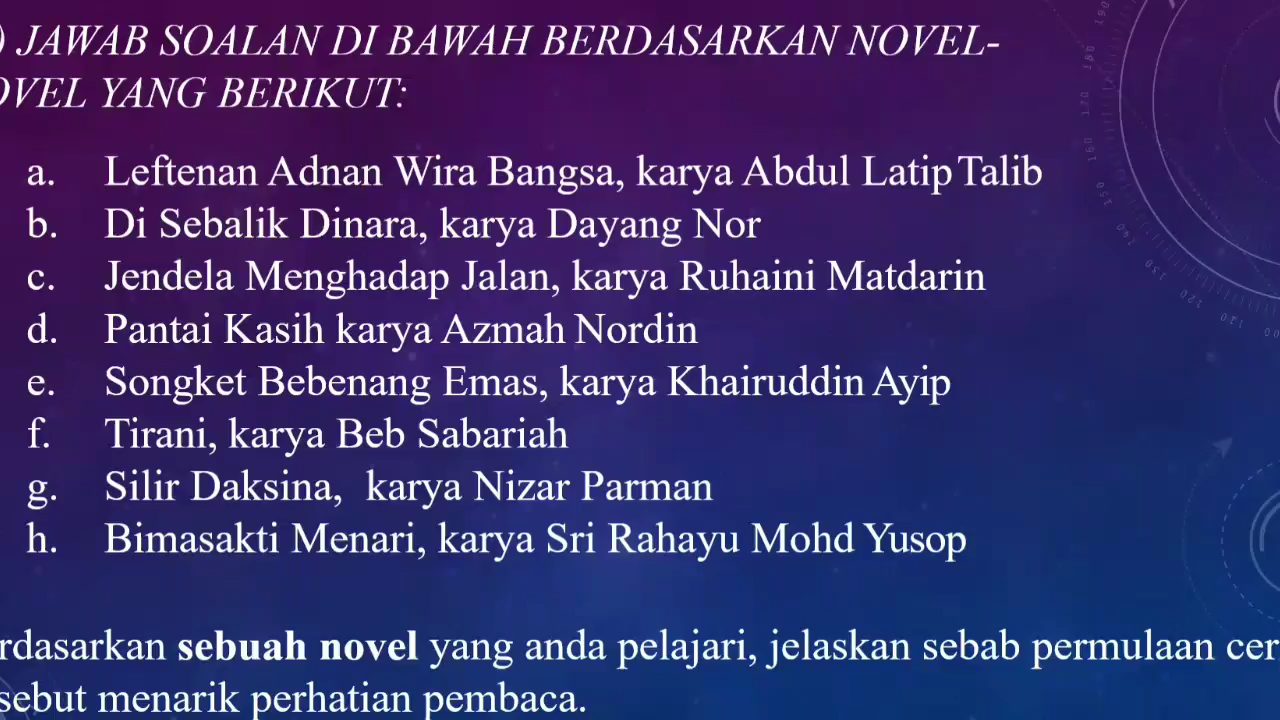 ) JAWAB SOALAN DI BAWAH BERDASARKAN NOVEL-
OVEL YANG BERIKUT:
a. Leftenan Adnan Wira Bangsa, karya Abdul Latip Talib
b. Di Sebalik Dinara, karya Dayang Nor
c. Jendela Menghadap Jalan, karya Ruhaini Matdarin
d. Pantai Kasih karya Azmah Nordin
e. Songket Bebenang Emas, karya Khairuddin Ayip
f. Tirani, karya Beb Sabariah
g. Silir Daksina, karya Nizar Parman
h. Bimasakti Menari, karya Sri Rahayu Mohd Yusop
rdasarkan sebuah novel yang anda pelajari, jelaskan sebab permulaan cer
sebut menarik perhatian pembaca.